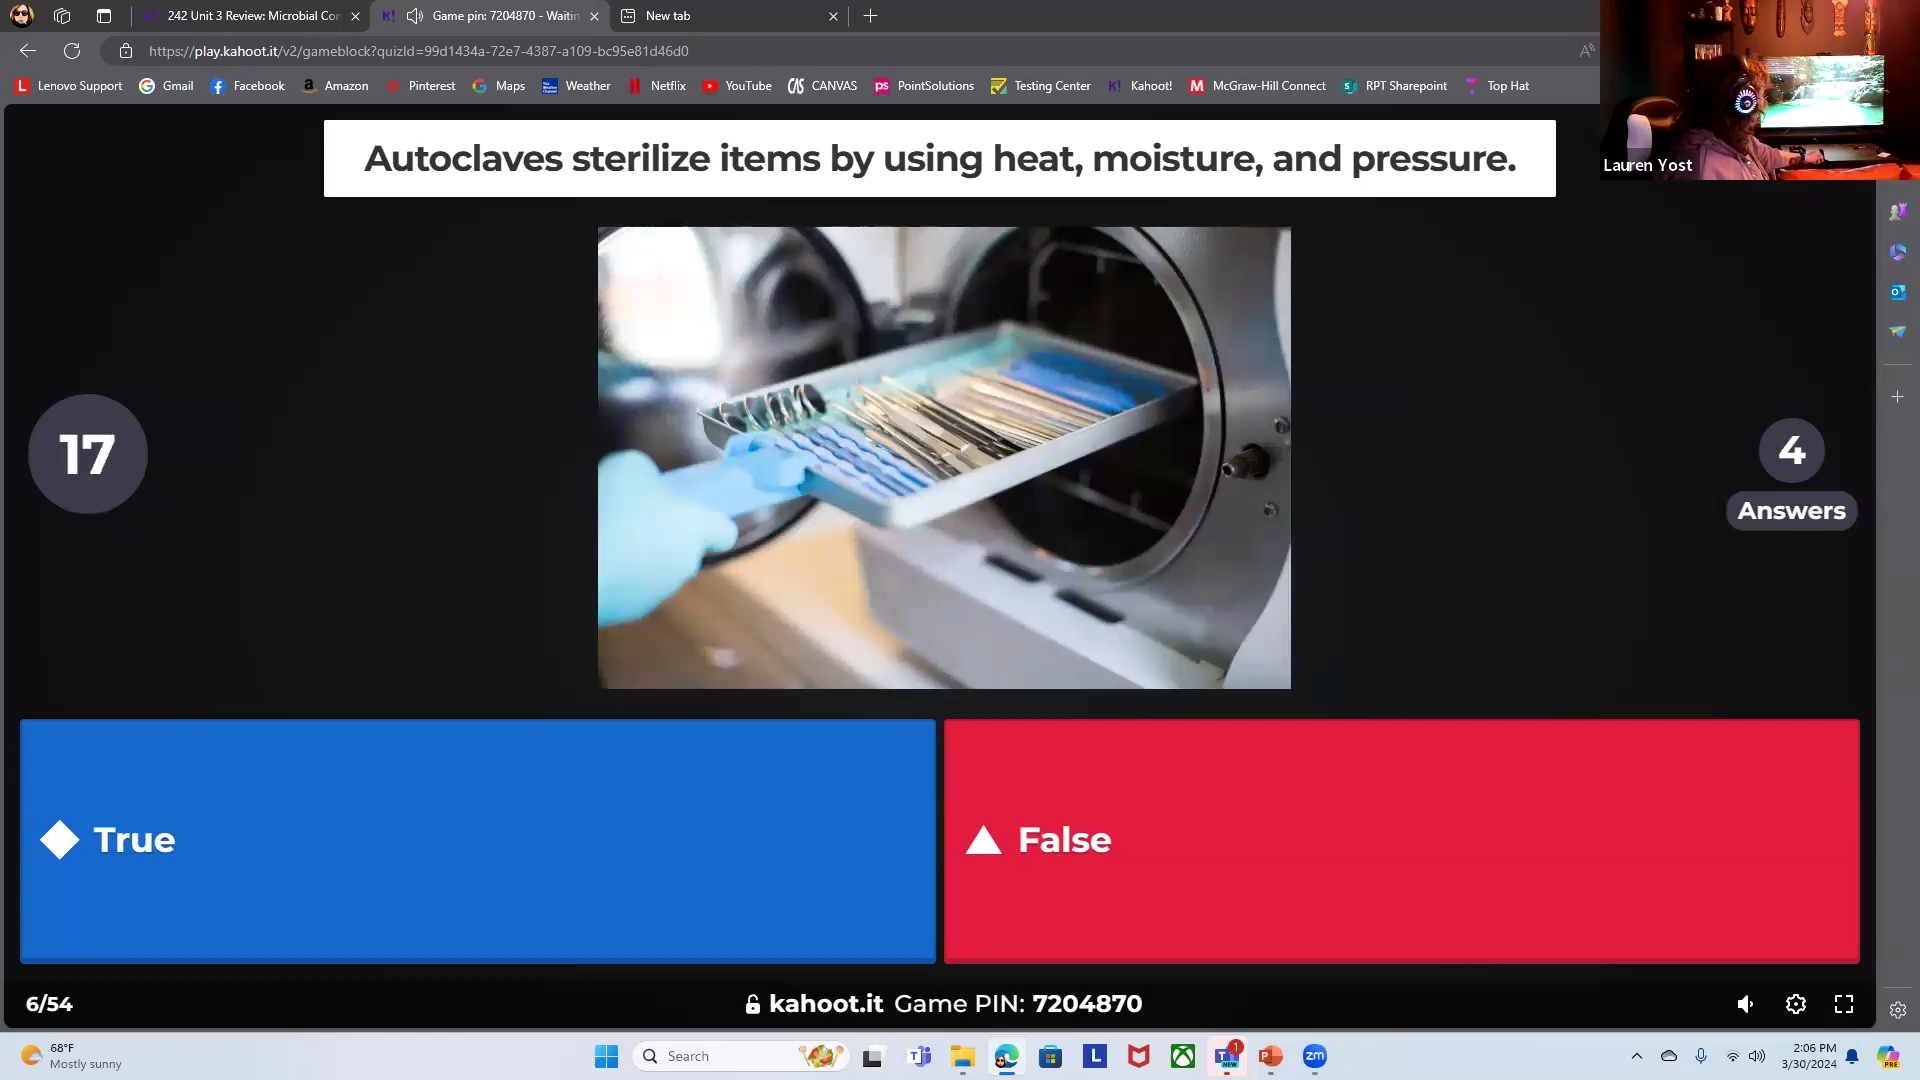 242 Unit 3 Review: Microbial Con
Game pin: 7204870 - Waitin
New tab
https://play.kahoot.it/v2/gameblock?quizId=99d1434a-72e7-4387-a109-bc95e81d46d0
Lenovo Support
Gmail
Facebook
Amazon
Pinterest
Maps
Weather
Netflix
YouTube
CANVAS
PointSolutions
Testing Center
Kahoot!
McGraw-Hill Connect
RPT Sharepoint
Top Hat
Lauren Yost
Autoclaves sterilize items by using heat, moisture, and pressure.
17
4
Answers
True
False
6/54
kahoot.it Game PIN: 7204870
68°F
Mostly sunny
Search
2:06 PM
3/30/2024